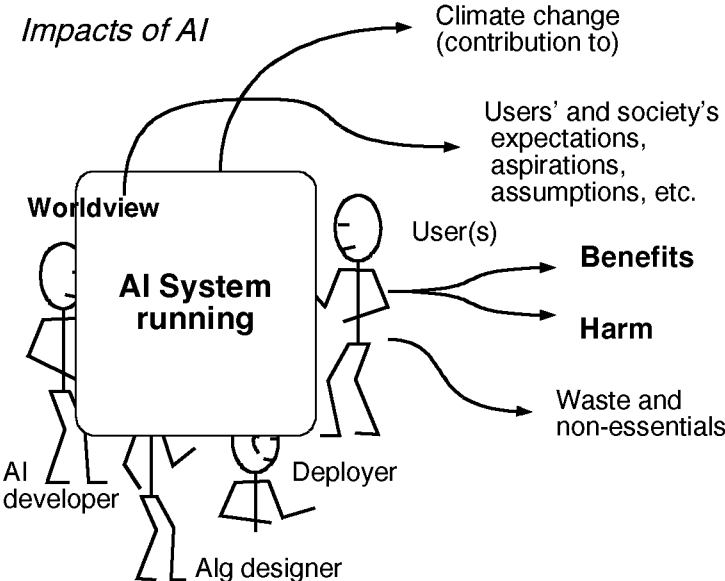 Impacts of AI
Climate change
(contribution to)
Users' and society's
expectations,
aspirations,
assumptions, etc.
Worldview
User(s)
AI System
running
Benefits
Harm
Waste and
non-essentials
AI
developer
Deployer
Alg designer